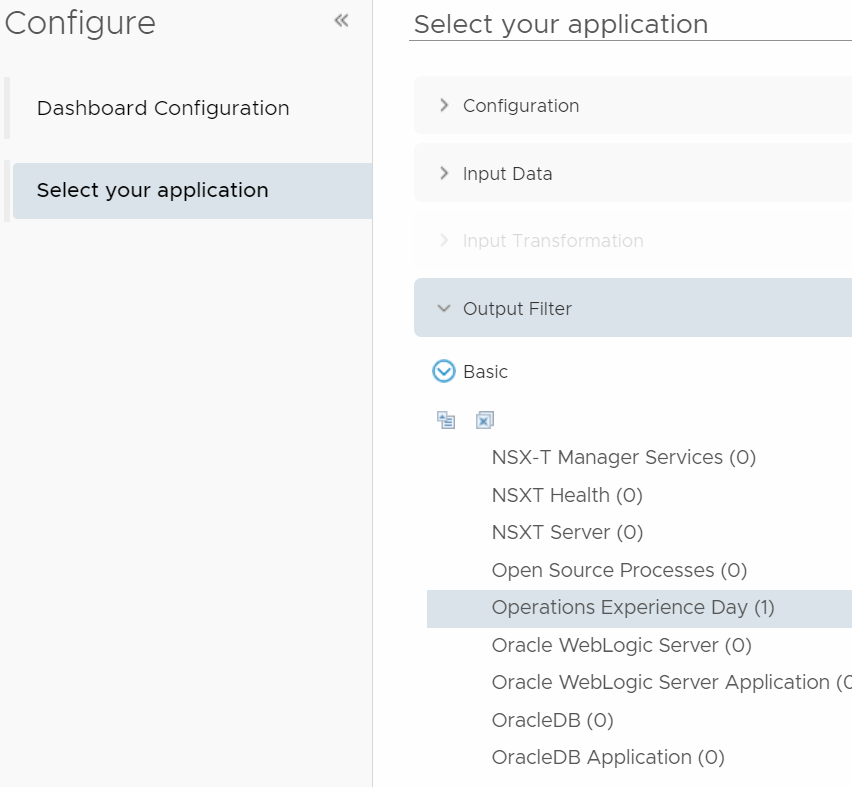 Configure
Dashboard Configuration
Select your application
Select your application
Configuration
Input Data
Input Transformation
Output Filter
Basic
NSX-T Manager Services (0)
NSXT Health (0)
NSXT Server (0)
Open Source Processes (0)
Operations Experience Day (1)
Oracle WebLogic Server (0)
Oracle WebLogic Server Application (0
OracleDB (0)
OracleDB Application (0)